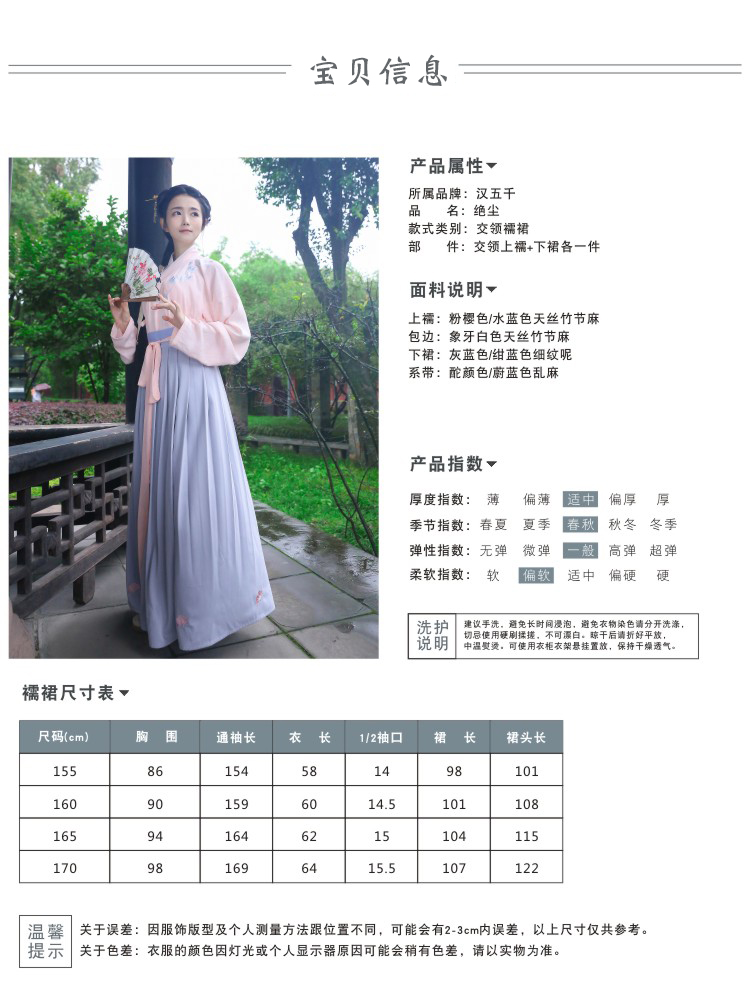 宝贝信息
产品属性
所属品牌：汉五千
品　　名：绝尘
款式类别：交领襦裙
部　　件：交领上襦+下裙各一件
面料说明
上襦：粉樱色/水蓝色天丝竹节麻
包边：象牙白色天丝竹节麻
下裙：灰蓝色/绀蓝色细纹呢
系带：酡颜色/蔚蓝色乱麻
产品指数
厚度指数：薄 偏薄 适中 偏厚 厚
季节指数：春夏 夏季 春秋 秋冬 冬季
弹性指数：无弹 微弹 一般 高弹 超弹
柔软指数：软 偏软 适中 偏硬 硬
洗护
说明
建议手洗，避免长时间浸泡，避免衣物染色请分开洗涤，
切忌使用硬刷揉搓，不可漂白。晾干后请折好平放，
中温熨烫。可使用衣柜衣架悬挂置放，保持干燥透气。
襦裙尺寸表
尺码(cm) 胸　围 通袖长 衣　长 1/2袖口 裙　长 裙头长
155 86 154 58 14 98 101
160 90 159 60 14.5 101 108
165 94 164 62 15 104 115
170 98 169 64 15.5 107 122
温馨
提示
关于误差：因服饰版型及个人测量方法跟位置不同，可能会有2-3cm内误差，以上尺寸仅共参考。
关于色差：衣服的颜色因灯光或个人显示器原因可能会稍有色差，请以实物为准。